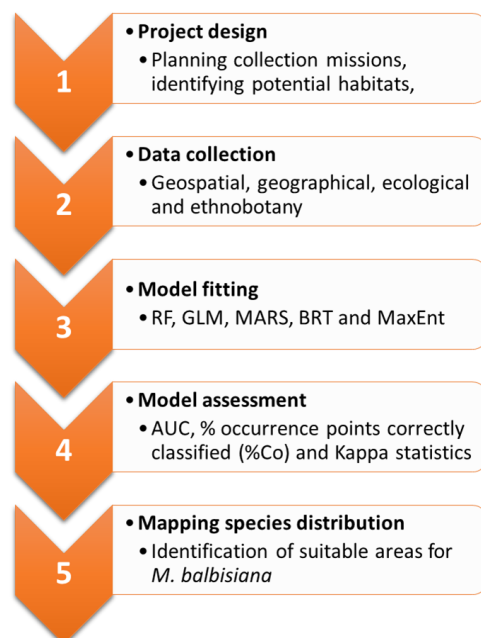 1
• Project design
• Planning collection missions,
identifying potential habitats,
2
• Data collection
• Geospatial, geographical, ecological
and ethnobotany
3
• Model fitting
• RF, GLM, MARS, BRT and MaxEnt
4
• Model assessment
• AUC, % occurrence points correctly
classified (%Co) and Kappa statistics
5
• Mapping species distribution
• Identification of suitable areas for
M. balbisiana